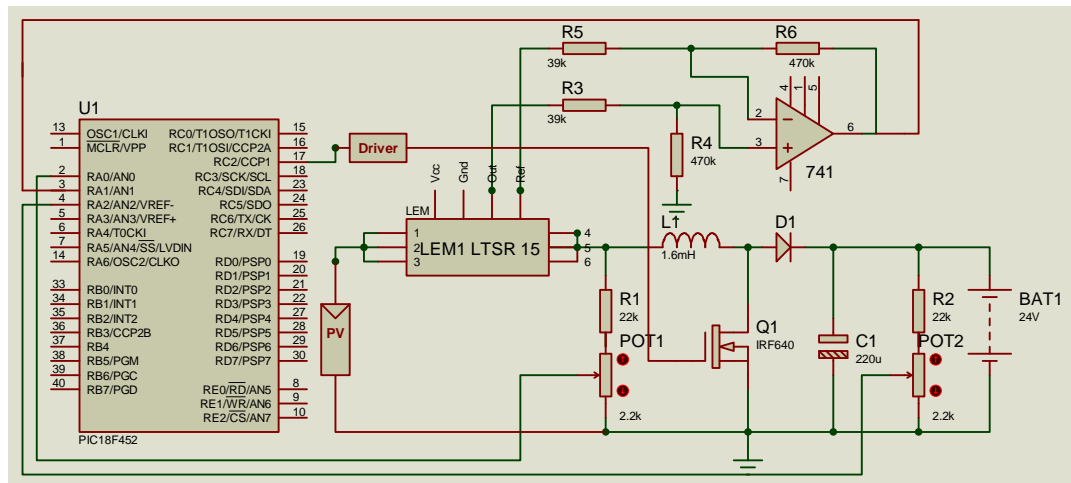 U1
13 OSC1/CLKI
1 MCLR/VPP
2 RA0/AN0
3 RA1/AN1
4 RA2/AN2/VREF-
5 RA3/AN3/VREF+
6 RA4/T0CKI
7 RA5/AN4/SS/LVDIN
14 RA6/OSC2/CLKO
33 RB0/INT0
34 RB1/INT1
35 RB2/INT2
36 RB3/CCP2B
37 RB4
38 RB5/PGM
39 RB6/PGC
40 RB7/PGD
RC0/T1OSO/T1CKI 15
RC1/T1OSI/CCP2A 16
RC2/CCP1 17
RC3/SCK/SCL 18
RC4/SDI/SDA 23
RC5/SDO 24
RC6/TX/CK 25
RC7/RX/DT 26
RD0/PSP0 19
RD1/PSP1 20
RD2/PSP2 21
RD3/PSP3 22
RD4/PSP4 27
RD5/PSP5 28
RD6/PSP6 29
RD7/PSP7 30
RE0/RD/AN5 8
RE1/WR/AN6 9
RE2/CS/AN7 10
PIC18F452
Driver
R5
39k
R6
470k
R3
39k
R4
470k
4
1
5
2
3
6
7
741
Vcc
Gnd
Out
Ref
LEM
1
2
3
LEM1 LTSR 15
4
5
6
PV
L1
1.6mH
D1
R1
22k
POT1
2.2k
Q1
IRF640
C1
220u
R2
22k
POT2
2.2k
BAT1
24V